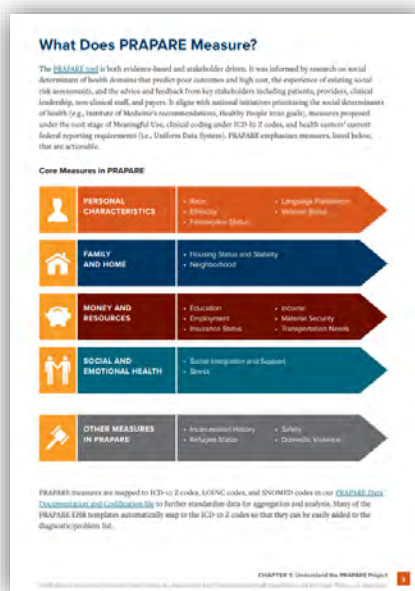 What Does PRAPARE Measure?
The PRAPARE tool is both evidence-based and stakeholder driven. It was informed by research on social
determinant of health domains that predict poor outcomes and high cost, the experience of existing social
risk assessments, and the advice and feedback from key stakeholders including patients, providers, clinical
leadership, non-clinical staff, and payers. It aligns with national initiatives prioritizing the social determinants
of health (e.g., Institute of Medicine's recommendations, Healthy People 2020 goals), measures proposed
under the next stage of Meaningful Use, clinical coding under ICD-10 Z codes, and health centers' current
federal reporting requirements (i.e., Uniform Data System). PRAPARE emphasizes measures, listed below,
that are actionable.
Core Measures in PRAPARE
PERSONAL
CHARACTERISTICS
• Race
• Ethnicity
• Farmworker Status
• Language Preference
• Veteran Status
FAMILY
AND HOME
• Housing Status and Stability
• Neighborhood
MONEY AND
RESOURCES
• Education
• Employment
• Insurance Status
• Income
• Material Security
• Transportation Needs
SOCIAL AND
EMOTIONAL HEALTH
• Social Integration and Support
• Stress
OTHER MEASURES
IN PRAPARE
• Incarceration History
• Refugee Status
• Safety
• Domestic Violence
PRAPARE measures are mapped to ICD-10 Z codes, LOINC codes, and SNOMED codes in our PRAPARE Data
Documentation and Codification file to further standardize data for aggregation and analysis. Many of the
PRAPARE EHR templates automatically map to the ICD-10 Z codes so that they can be easily added to the
diagnostic/problem list.
CHAPTER 1: Understand the PRAPARE Project